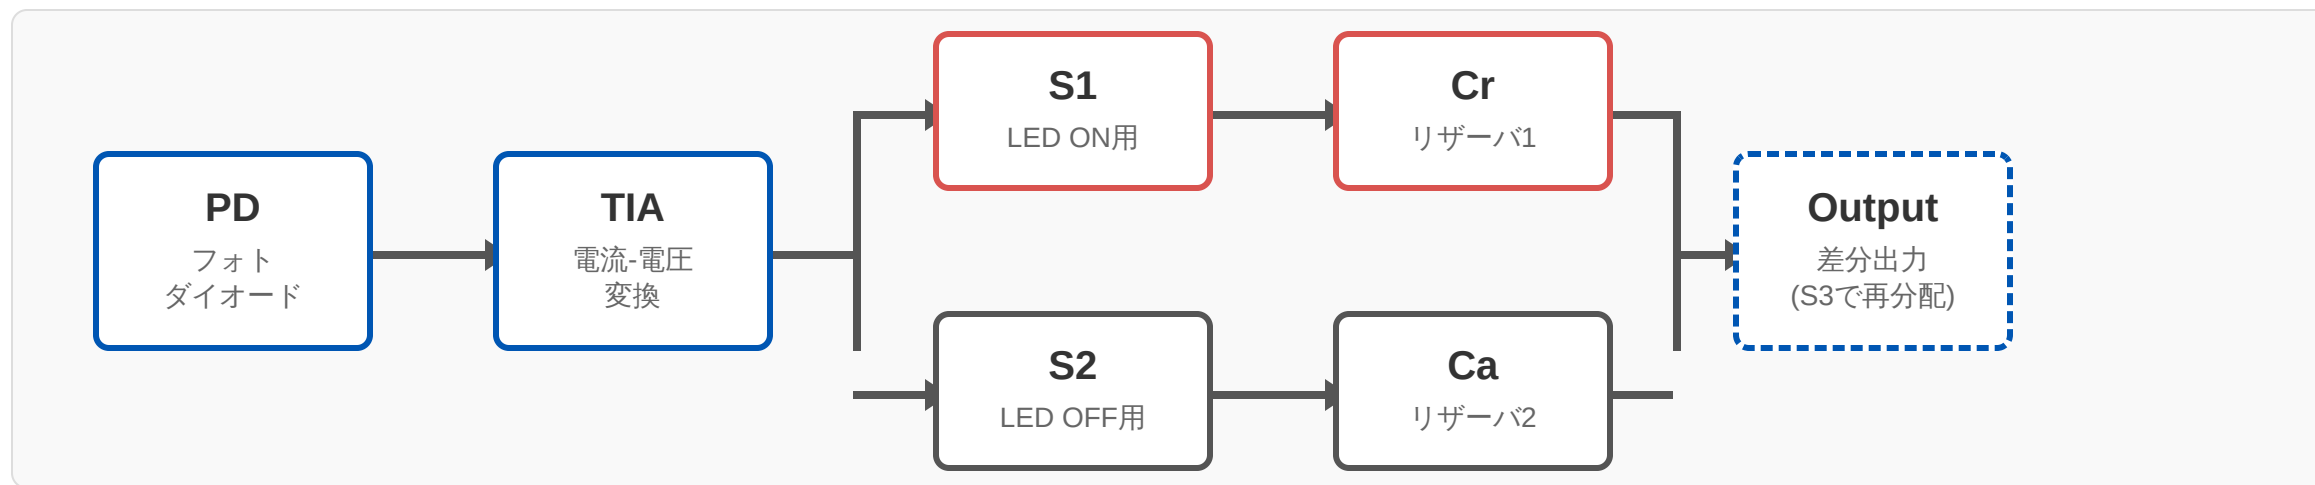 PD
フォト
ダイオード
TIA
電流-電圧
変換
S1
LED ON用
Cr
リザーバ1
S2
LED OFF用
Ca
リザーバ2
Output
差分出力
(S3で再分配)